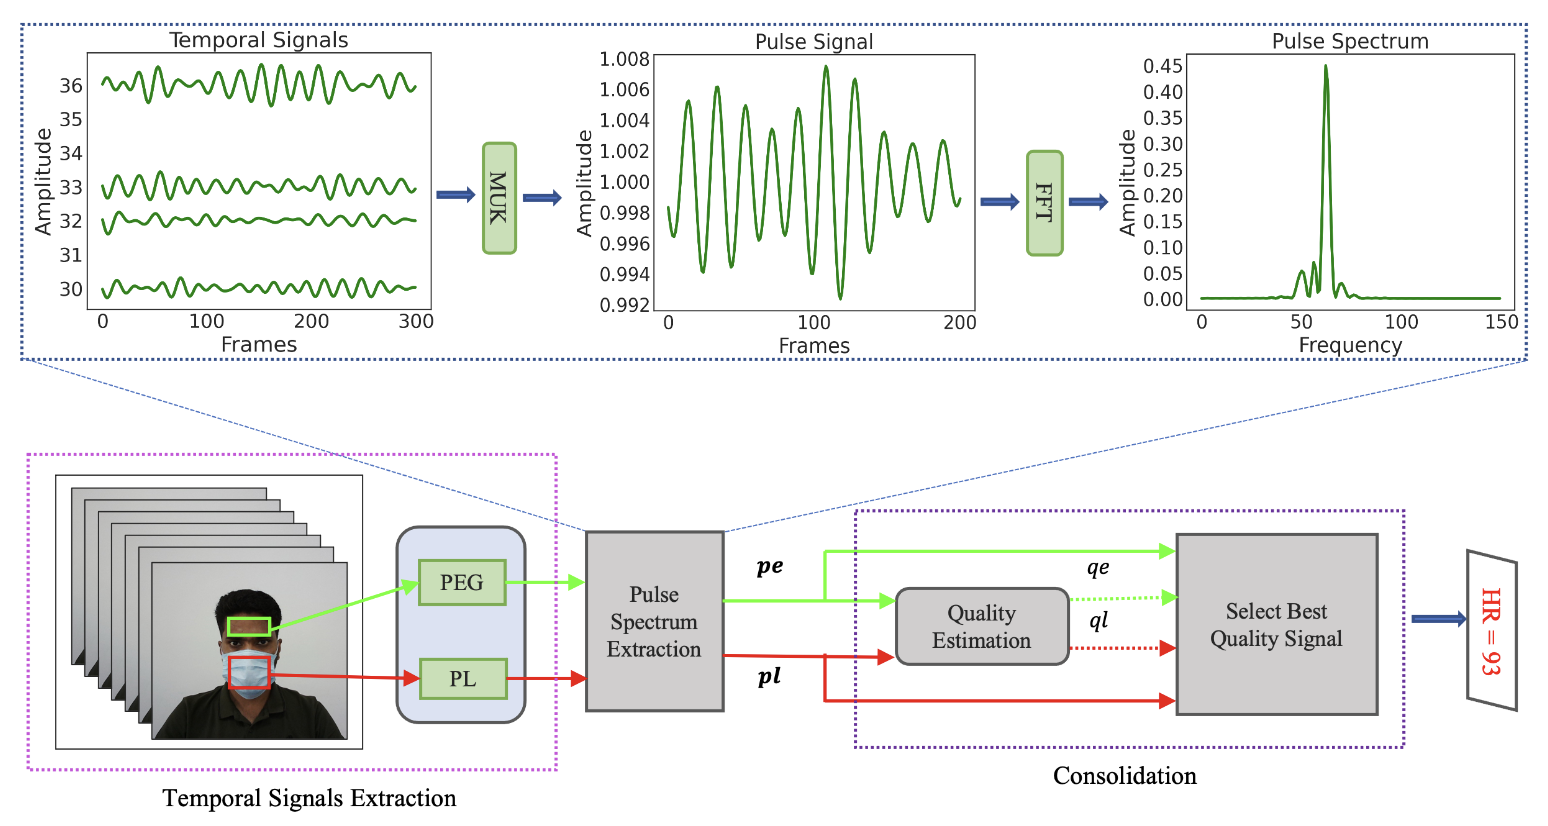 Temporal Signals
Amplitude
36
35
34
33
32
31
30
0 100 200 300
Frames
MUK
Pulse Signal
Amplitude
1.008
1.006
1.004
1.002
1.000
0.998
0.996
0.994
0.992
0 100 200
Frames
FFT
Pulse Spectrum
Amplitude
0.45
0.40
0.35
0.30
0.25
0.20
0.15
0.10
0.05
0.00
0 50 100 150
Frequency
PEG
PL
Temporal Signals Extraction
Pulse
Spectrum
Extraction
pe
pl
Quality
Estimation
qe
ql
Select Best
Quality Signal
Consolidation
HR = 93